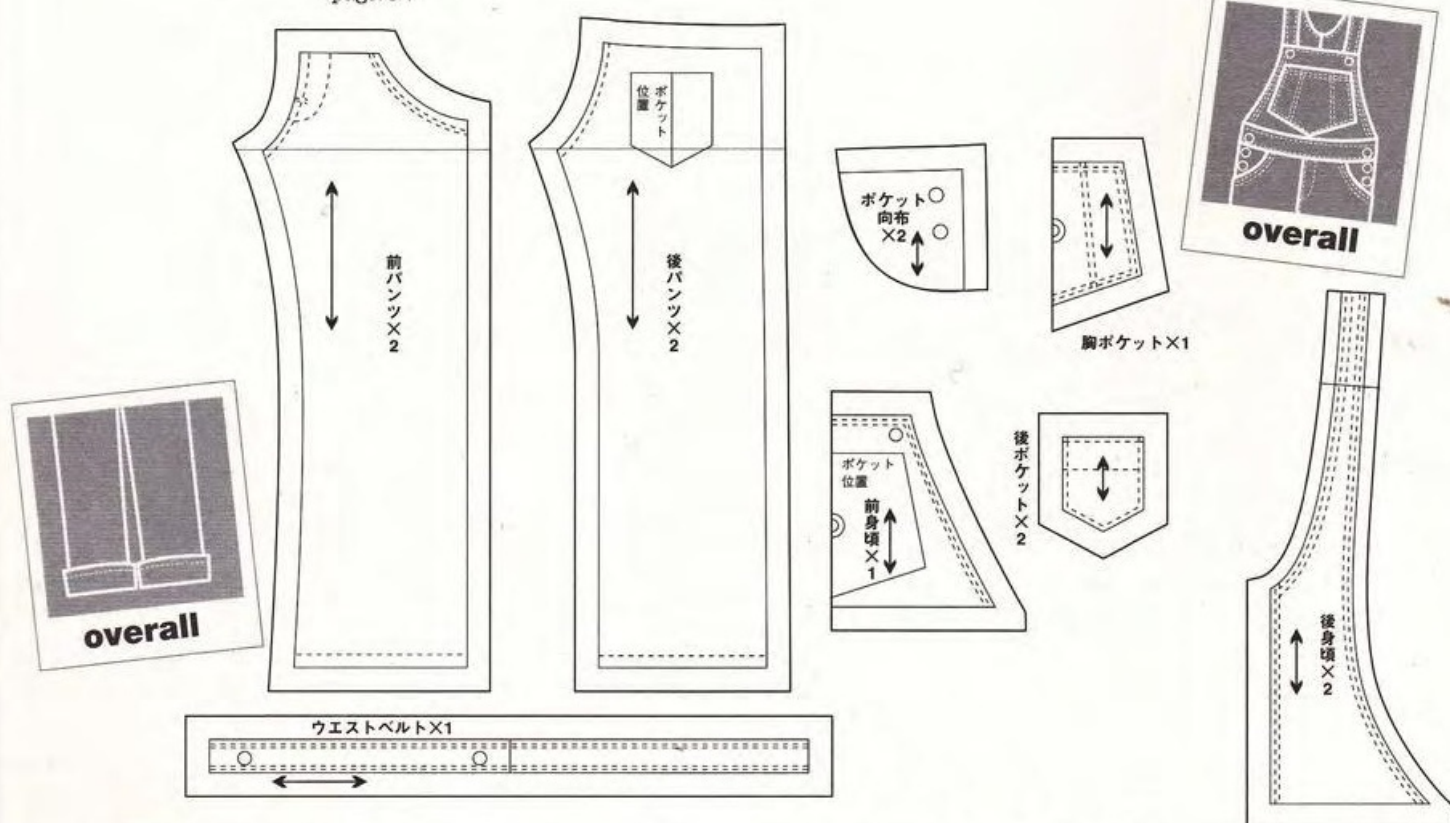 前パンツ×2
ポケット
位置
後パンツ×2
ポケット
向布
×2
胸ポケット×1
overall
overall
ポケット
位置
前身頃×1
後ポケット×2
後身頃×2
ウエストベルト×1